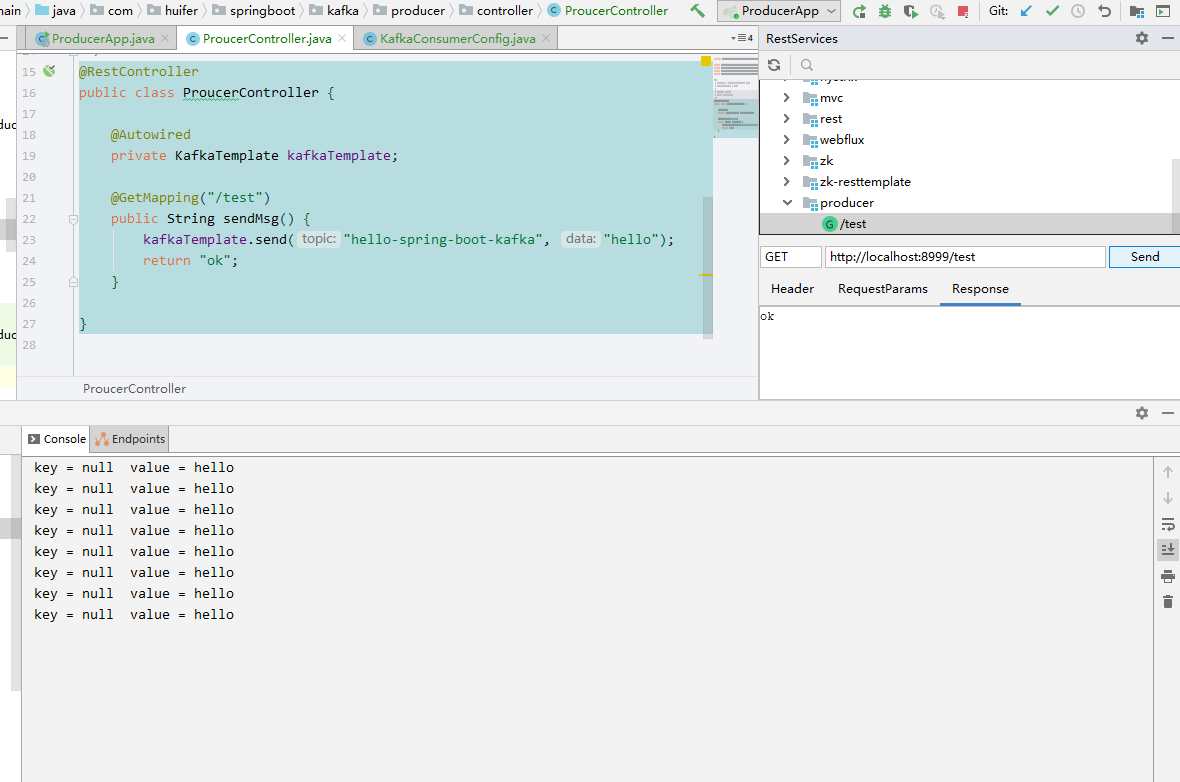 ain java com huifer springboot kafka producer controller ProucerController ProducerApp Git:
ProducerApp.java ProucerController.java KafkaConsumerConfig.java 4
RestServices
15 @RestController
16 public class ProucerController {
17
18 @Autowired
19 private KafkaTemplate kafkaTemplate;
20
21 @GetMapping("/test")
22 public String sendMsg() {
23 kafkaTemplate.send( topic: "hello-spring-boot-kafka", data: "hello");
24 return "ok";
25 }
26
27 }
28
duc
duc
ProucerController
mvc
rest
webflux
zk
zk-resttemplate
producer
G /test
GET http://localhost:8999/test Send
Header RequestParams Response
ok
Console Endpoints
key = null value = hello
key = null value = hello
key = null value = hello
key = null value = hello
key = null value = hello
key = null value = hello
key = null value = hello
key = null value = hello